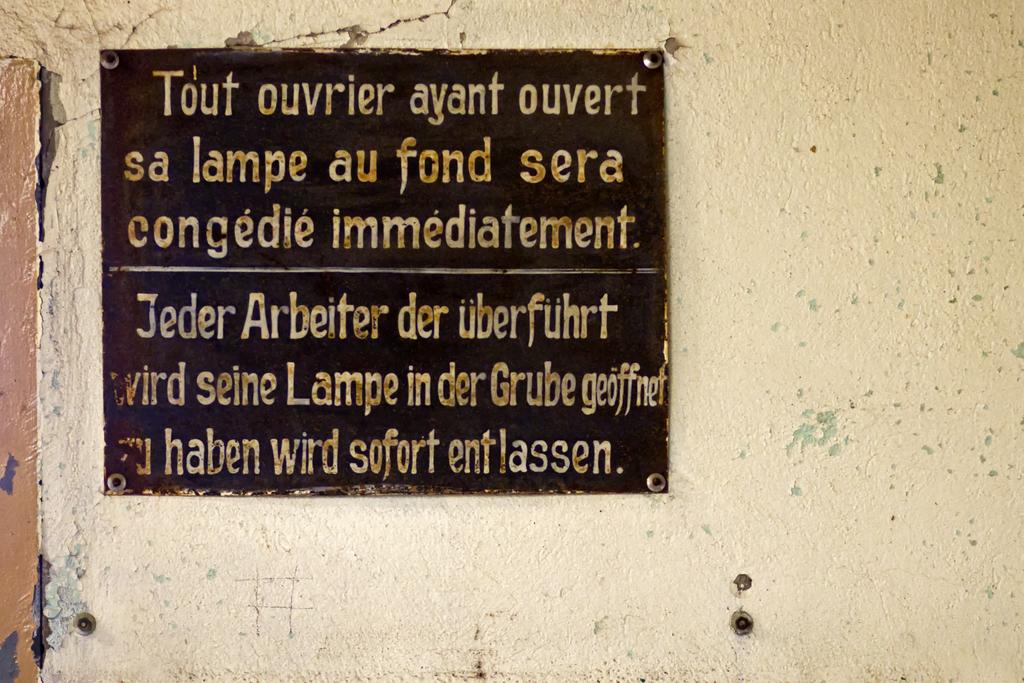 Tout ouvrier ayant ouvert
sa lampe au fond sera
congédié immédiatement.
Jeder Arbeiter der überführt
wird seine Lampe in der Grube geöffnet
zu haben wird sofort entlassen.